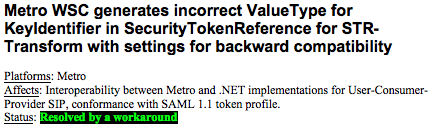 Metro WSC generates incorrect ValueType for
KeyIdentifier in SecurityTokenReference for STR-
Transform with settings for backward compatibility
Platforms: Metro
Affects: Interoperability between Metro and .NET implementations for User-Consumer-
Provider SIP, conformance with SAML 1.1 token profile.
Status: Resolved by a workaround